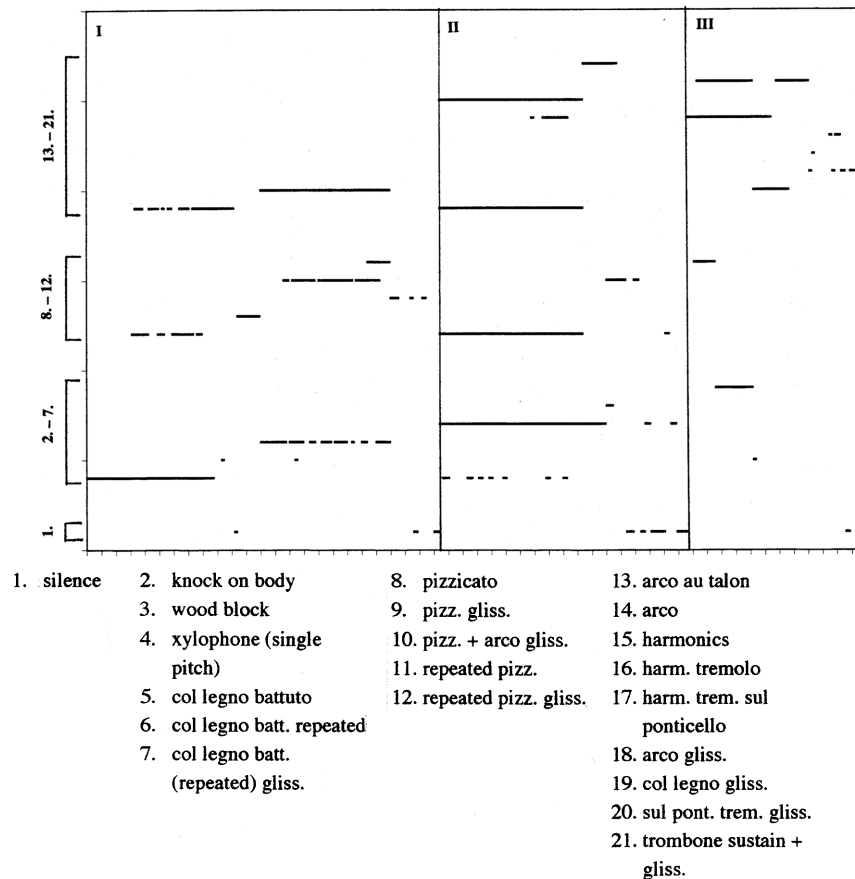 I
II
III
13. – 21.
8. – 12.
2. – 7.
1.
1. silence
2. knock on body
3. wood block
4. xylophone (single
pitch)
5. col legno battuto
6. col legno batt. repeated
7. col legno batt.
(repeated) gliss.
8. pizzicato
9. pizz. gliss.
10. pizz. + arco gliss.
11. repeated pizz.
12. repeated pizz. gliss.
13. arco au talon
14. arco
15. harmonics
16. harm. tremolo
17. harm. trem. sul
ponticello
18. arco gliss.
19. col legno gliss.
20. sul pont. trem. gliss.
21. trombone sustain +
gliss.